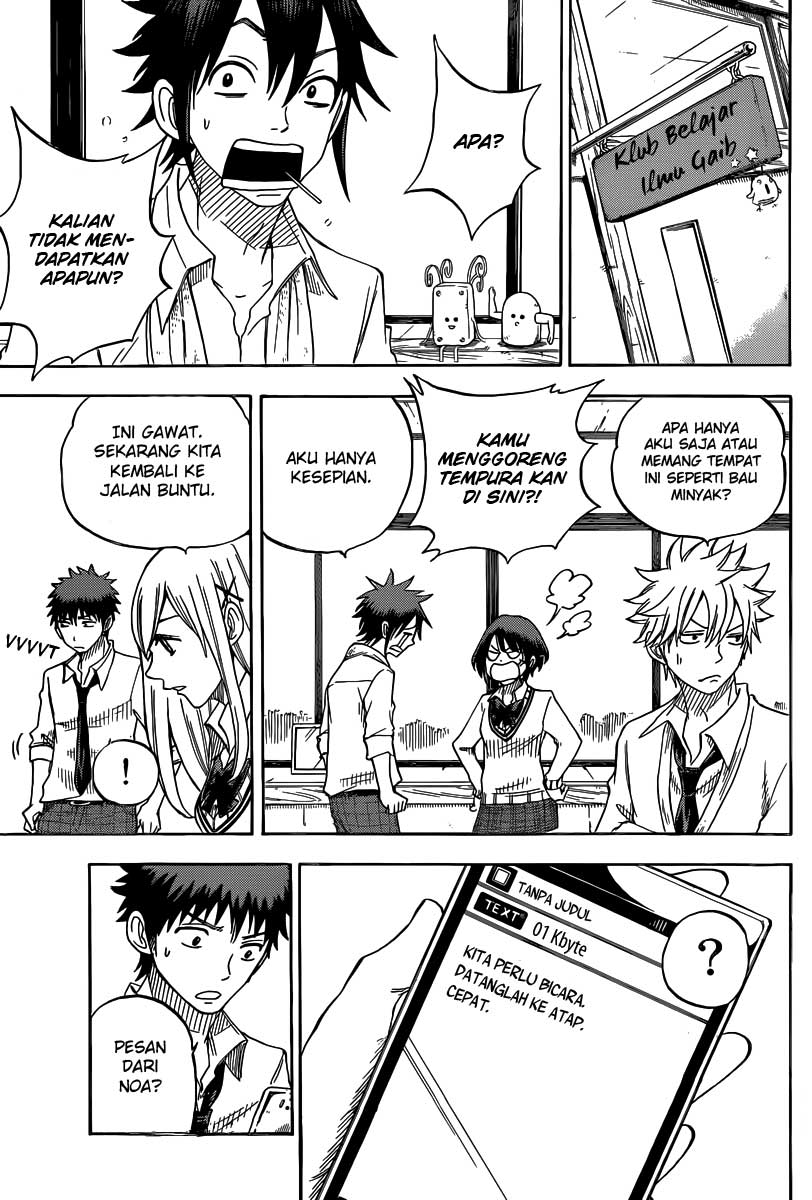 Klub Belajar
Ilmu Gaib
APA?
KALIAN
TIDAK MEN-
DAPATKAN
APAPUN?
APA HANYA
AKU SAJA ATAU
MEMANG TEMPAT
INI SEPERTI BAU
MINYAK?
KAMU
MENGGORENG
TEMPURA KAN
DI SINI?!
AKU HANYA
KESEPIAN.
INI GAWAT.
SEKARANG KITA
KEMBALI KE
JALAN BUNTU.
VVVVT
!
?
TANPA JUDUL
TEXT 01 Kbyte
KITA PERLU BICARA.
DATANGLAH KE ATAP.
CEPAT.
PESAN
DARI
NOA?